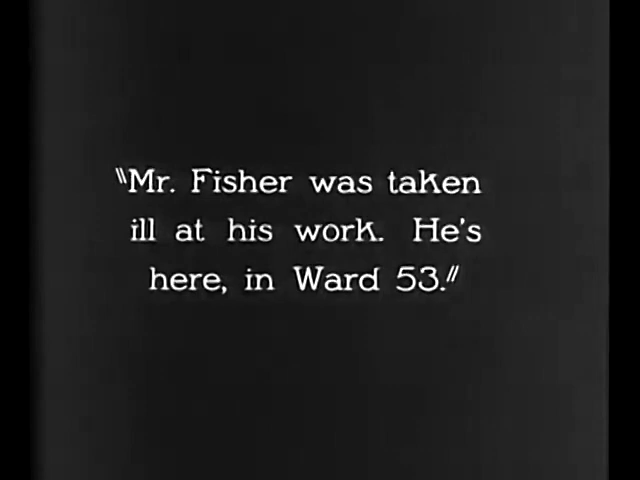 "Mr. Fisher was taken
ill at his work. He's
here, in Ward 53."